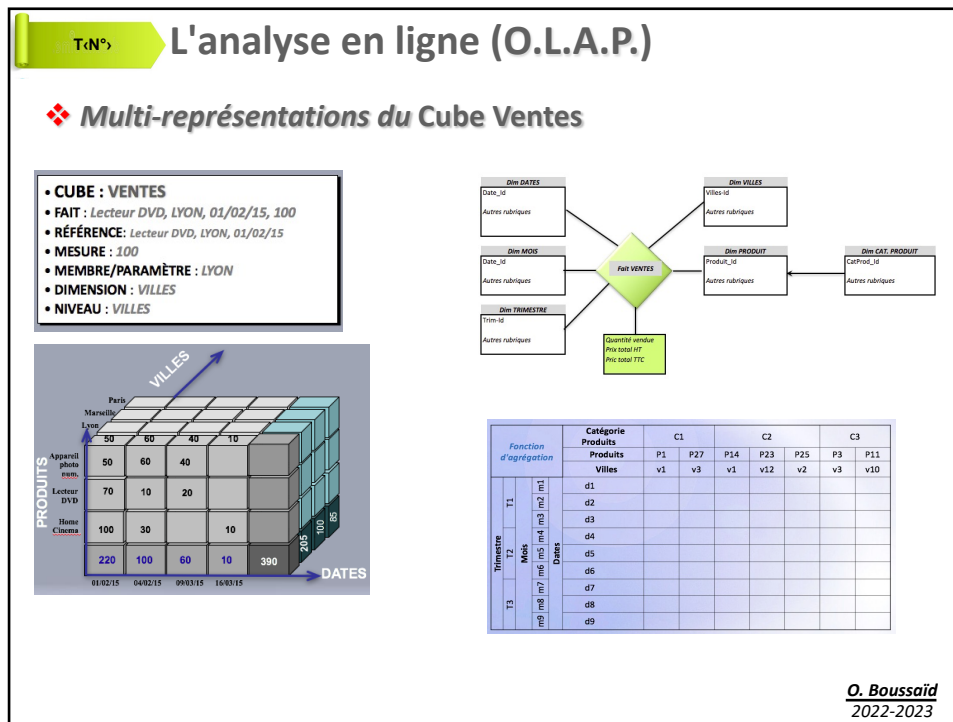 T‹N°›
L'analyse en ligne (O.L.A.P.)
❖ Multi-représentations du Cube Ventes
• CUBE : VENTES
• FAIT : Lecteur DVD, LYON, 01/02/15, 100
• RÉFÉRENCE: Lecteur DVD, LYON, 01/02/15
• MESURE : 100
• MEMBRE/PARAMÈTRE : LYON
• DIMENSION : VILLES
• NIVEAU : VILLES
Dim DATES
Date_Id
Autres rubriques
Dim VILLES
Villes-Id
Autres rubriques
Dim MOIS
Date_Id
Autres rubriques
Fait VENTES
Dim PRODUIT
Produit_Id
Autres rubriques
Dim CAT. PRODUIT
CatProd_Id
Autres rubriques
Dim TRIMESTRE
Trim-Id
Autres rubriques
Quantité vendue
Prix total HT
Pric total TTC
VILLES
Paris
Marseille
Lyon
50 60 40 10
PRODUITS
Appareil
photo
num.
50 60 40
Lecteur
DVD
70 10 20
Home
Cinema
100 30 10
220 100 60 10 390
205 100 85
DATES
01/02/15 04/02/15 09/03/15 16/03/15
Fonction
d'agrégation
Catégorie
Produits
C1 C2 C3
Produits P1 P27 P14 P23 P25 P3 P11
Villes v1 v3 v1 v12 v2 v3 v10
Trimestre
T1
T2
T3
Mois
m1
m2
m3
m4
m5
m6
m7
m8
m9
Dates
d1
d2
d3
d4
d5
d6
d7
d8
d9
O. Boussaïd
2022-2023